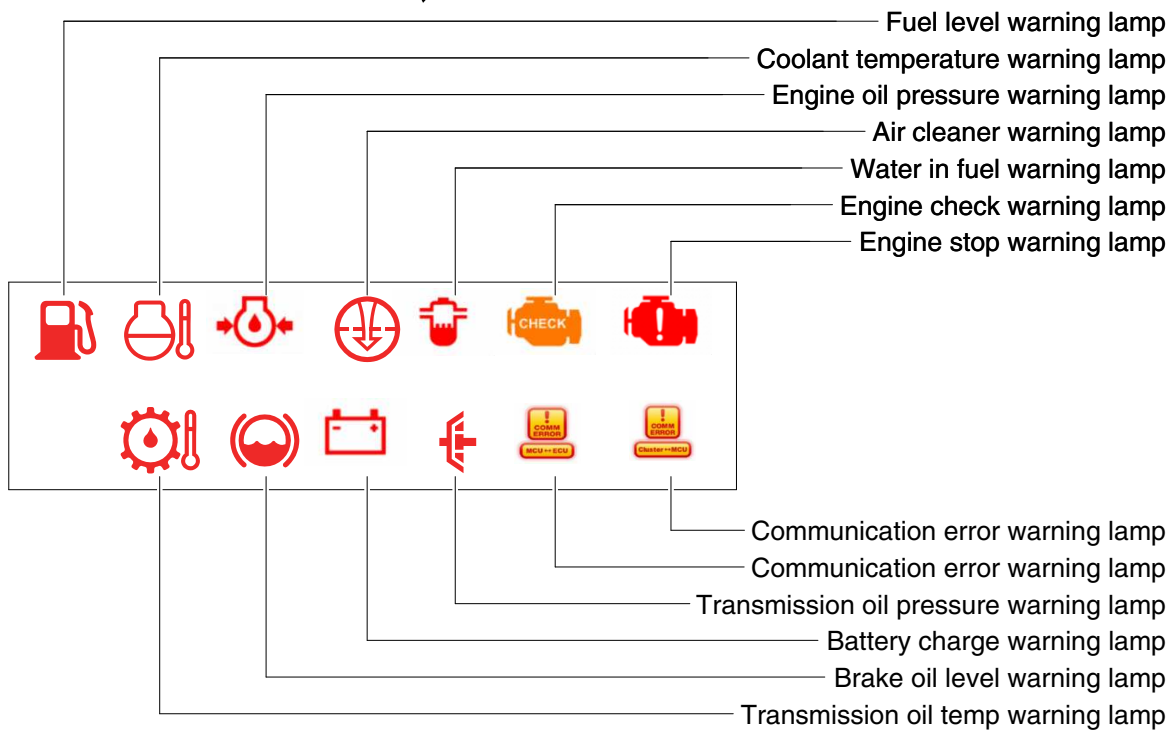 Fuel level warning lamp
Coolant temperature warning lamp
Engine oil pressure warning lamp
Air cleaner warning lamp
Water in fuel warning lamp
Engine check warning lamp
Engine stop warning lamp
CHECK
!
- +
!
COMM
ERROR
MCU ↔ ECU
!
COMM
ERROR
Cluster ↔ MCU
Communication error warning lamp
Communication error warning lamp
Transmission oil pressure warning lamp
Battery charge warning lamp
Brake oil level warning lamp
Transmission oil temp warning lamp